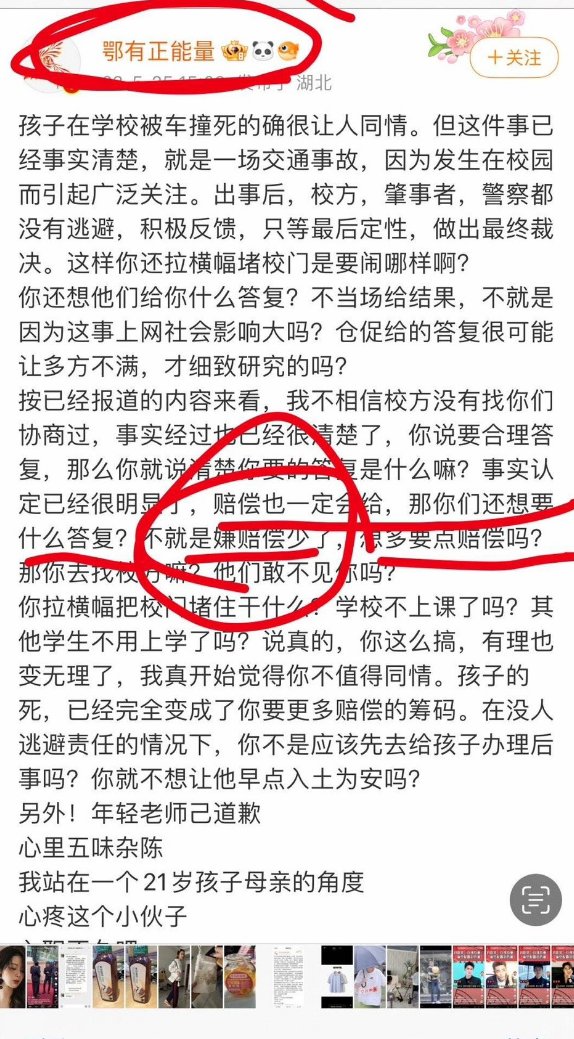 鄂有正能量
+关注
湖北
孩子在学校被车撞死的确很让人同情。但这件事已
经事实清楚，就是一场交通事故，因为发生在校园
而引起广泛关注。出事后，校方，肇事者，警察都
没有逃避，积极反馈，只等最后定性，做出最终裁
决。这样你还拉横幅堵校门是要闹哪样啊？
你还想他们给你什么答复？不当场给结果，不就是
因为这事上网社会影响大吗？仓促给的答复很可能
让多方不满，才细致研究的吗？
按已经报道的内容来看，我不相信校方没有找你们
协商过，事实经过也已经很清楚了，你说要合理答
复，那么你就说清楚你要的答复是什么嘛？事实认
定已经很明显了，赔偿也一定会给，那你们还想要
什么答复？不就是嫌赔偿少了，想多要点赔偿吗？
那你去找校方嘛？他们敢不见你吗？
你拉横幅把校门堵住干什么？学校不上课了吗？其
他学生不用上学了吗？说真的，你这么搞，有理也
变无理了，我真开始觉得你不值得同情。孩子的
死，已经完全变成了你要更多赔偿的筹码。在没人
逃避责任的情况下，你不是应该先去给孩子办理后
事吗？你就不想让他早点入土为安吗？
另外！年轻老师己道歉
心里五味杂陈
我站在一个21岁孩子母亲的角度
心疼这个小伙子